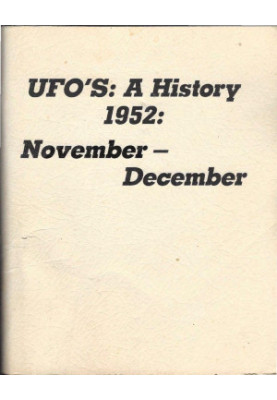 UFO'S: A History
1952:
November –
December